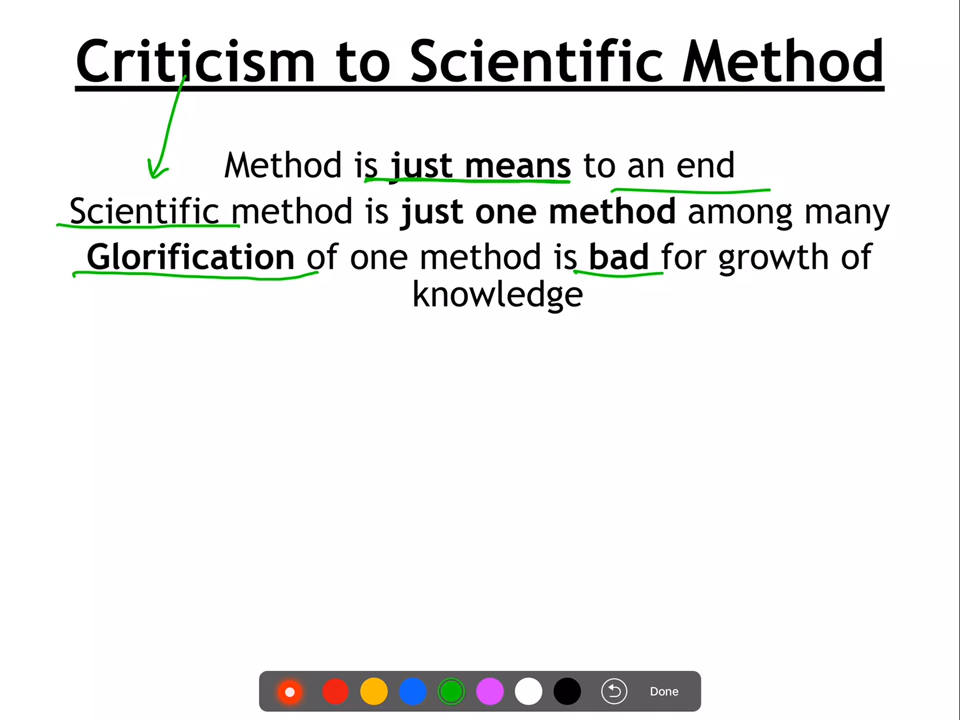 Criticism to Scientific Method
Method is just means to an end
Scientific method is just one method among many
Glorification of one method is bad for growth of
knowledge
Done